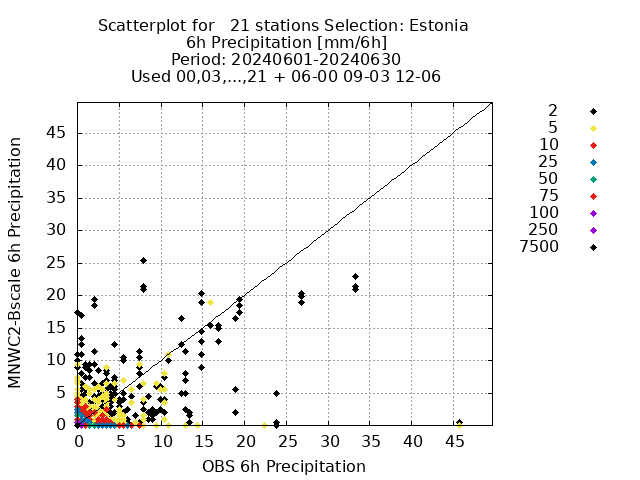 Scatterplot for   21 stations Selection: Estonia
6h Precipitation [mm/6h]
Period: 20240601-20240630
Used 00,03,...,21 + 06-00 09-03 12-06
MNWC2-Bscale 6h Precipitation
45
40
35
30
25
20
15
10
5
0
0 5 10 15 20 25 30 35 40 45
OBS 6h Precipitation
2
5
10
25
50
75
100
250
7500